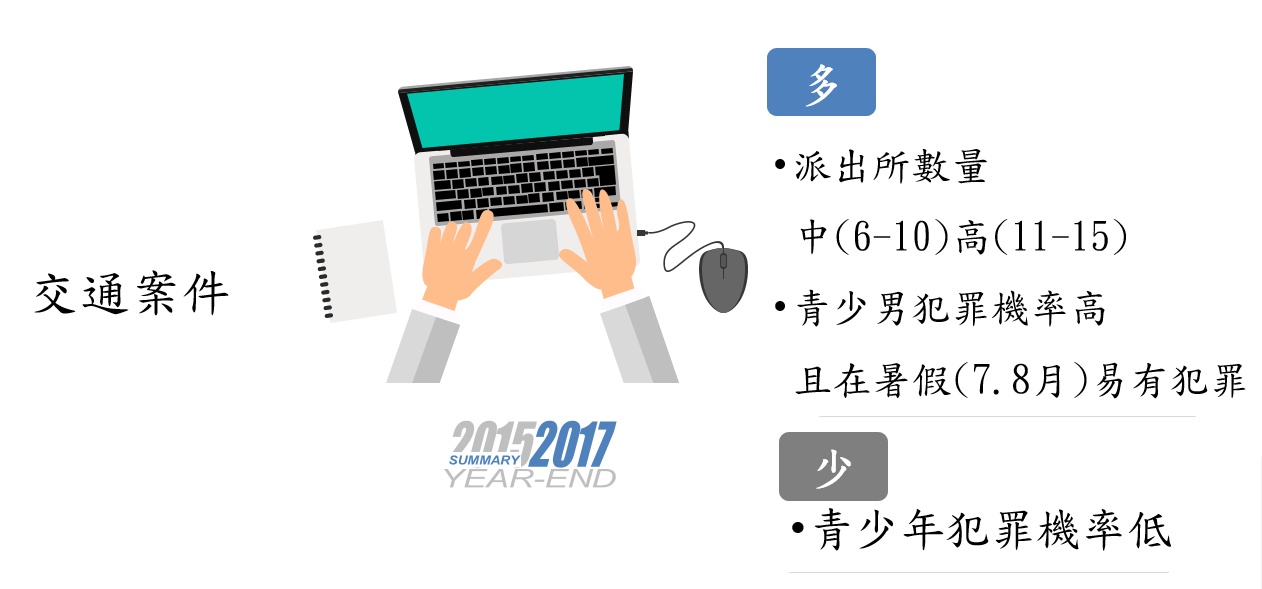 交通案件
2015 2017
SUMMARY
YEAR-END
多
•派出所數量
中(6-10)高(11-15)
•青少男犯罪機率高
且在暑假(7.8月)易有犯罪
少
•青少年犯罪機率低